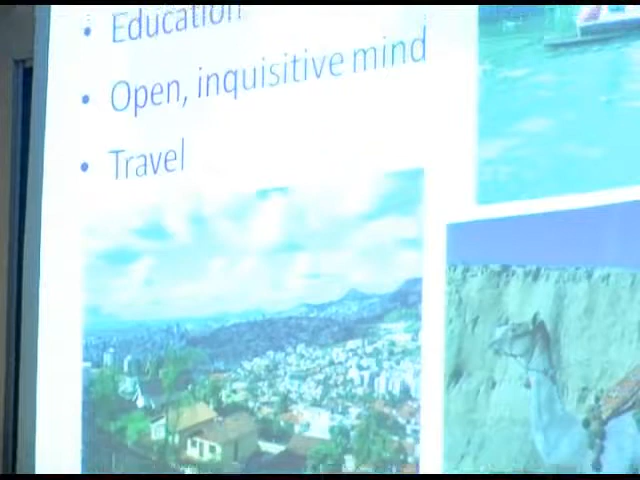 • Education
• Open, inquisitive mind
• Travel